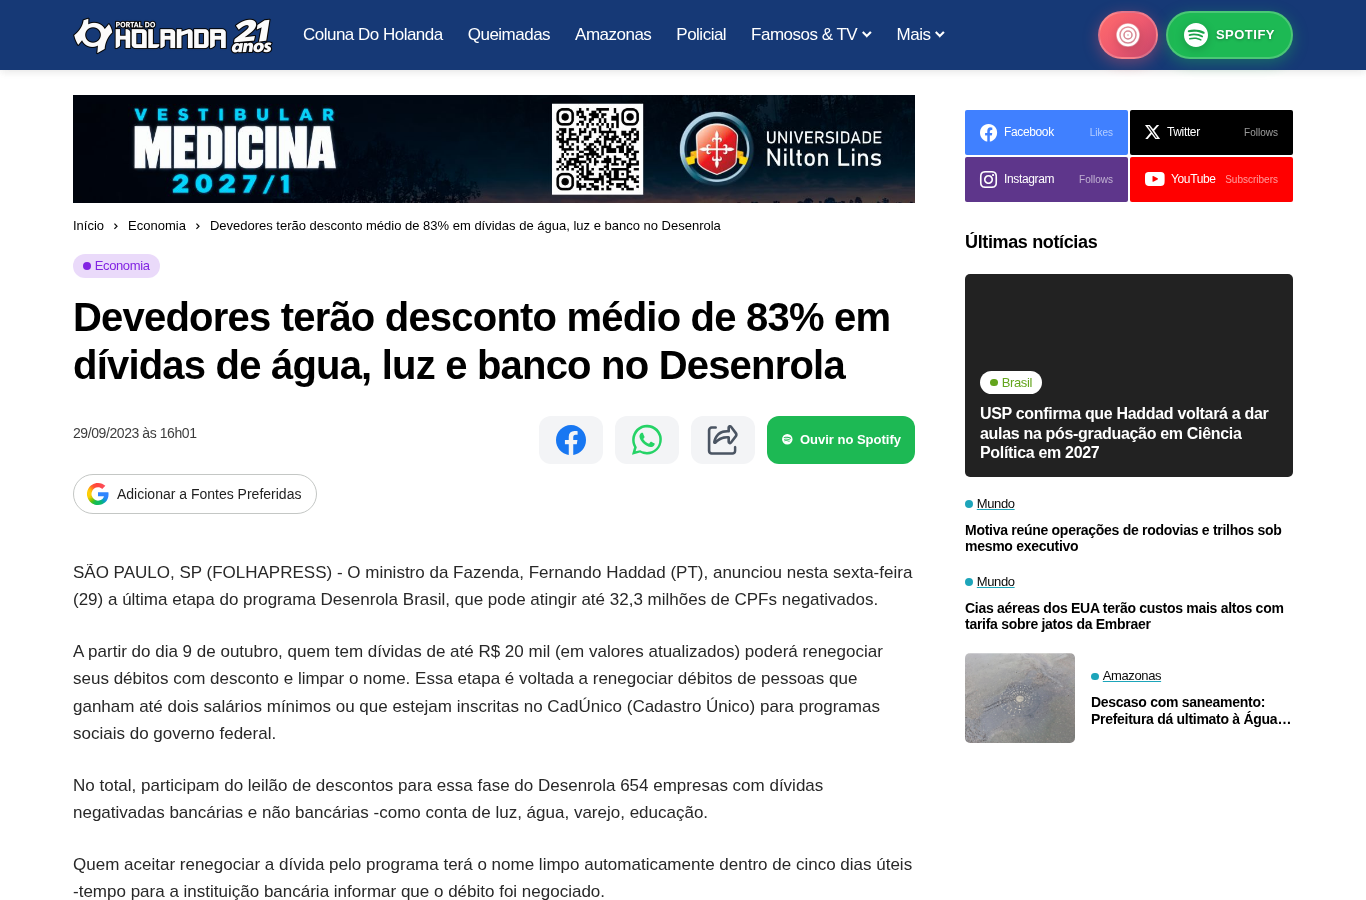 PORTAL DO
HOLANDA 21 anos
Coluna Do Holanda Queimadas Amazonas Policial Famosos & TV Mais
SPOTIFY
VESTIBULAR
MEDICINA
2027/1
UNIVERSIDADE
Nilton Lins
Início > Economia > Devedores terão desconto médio de 83% em dívidas de água, luz e banco no Desenrola
Economia
Devedores terão desconto médio de 83% em
dívidas de água, luz e banco no Desenrola
29/09/2023 às 16h01
Ouvir no Spotify
Adicionar a Fontes Preferidas
SÃO PAULO, SP (FOLHAPRESS) - O ministro da Fazenda, Fernando Haddad (PT), anunciou nesta sexta-feira
(29) a última etapa do programa Desenrola Brasil, que pode atingir até 32,3 milhões de CPFs negativados.
A partir do dia 9 de outubro, quem tem dívidas de até R$ 20 mil (em valores atualizados) poderá renegociar
seus débitos com desconto e limpar o nome. Essa etapa é voltada a renegociar débitos de pessoas que
ganham até dois salários mínimos ou que estejam inscritas no CadÚnico (Cadastro Único) para programas
sociais do governo federal.
No total, participam do leilão de descontos para essa fase do Desenrola 654 empresas com dívidas
negativadas bancárias e não bancárias -como conta de luz, água, varejo, educação.
Quem aceitar renegociar a dívida pelo programa terá o nome limpo automaticamente dentro de cinco dias úteis
-tempo para a instituição bancária informar que o débito foi negociado.
Facebook Likes
Twitter Follows
Instagram Follows
YouTube Subscribers
Últimas notícias
Brasil
USP confirma que Haddad voltará a dar
aulas na pós-graduação em Ciência
Política em 2027
Mundo
Motiva reúne operações de rodovias e trilhos sob
mesmo executivo
Mundo
Cias aéreas dos EUA terão custos mais altos com
tarifa sobre jatos da Embraer
Amazonas
Descaso com saneamento:
Prefeitura dá ultimato à Água…